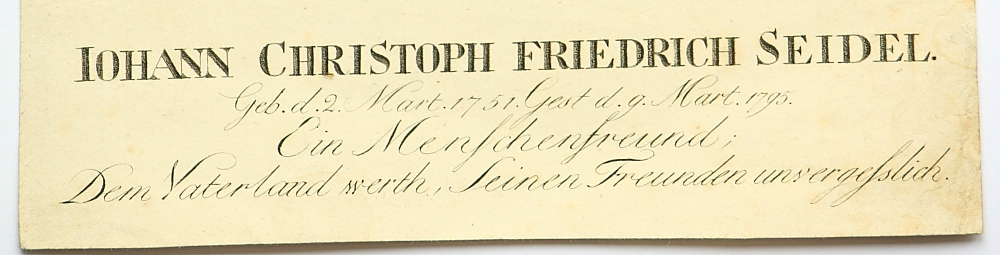 IOHANN CHRISTOPH FRIEDRICH SEIDEL.
Geb. d. 2. Mart. 1751. Gest d. 9. Mart. 1795.
Ein Menſchenfreund;
Dem Vaterland werth, Seinen Freunden unvergeſslich.